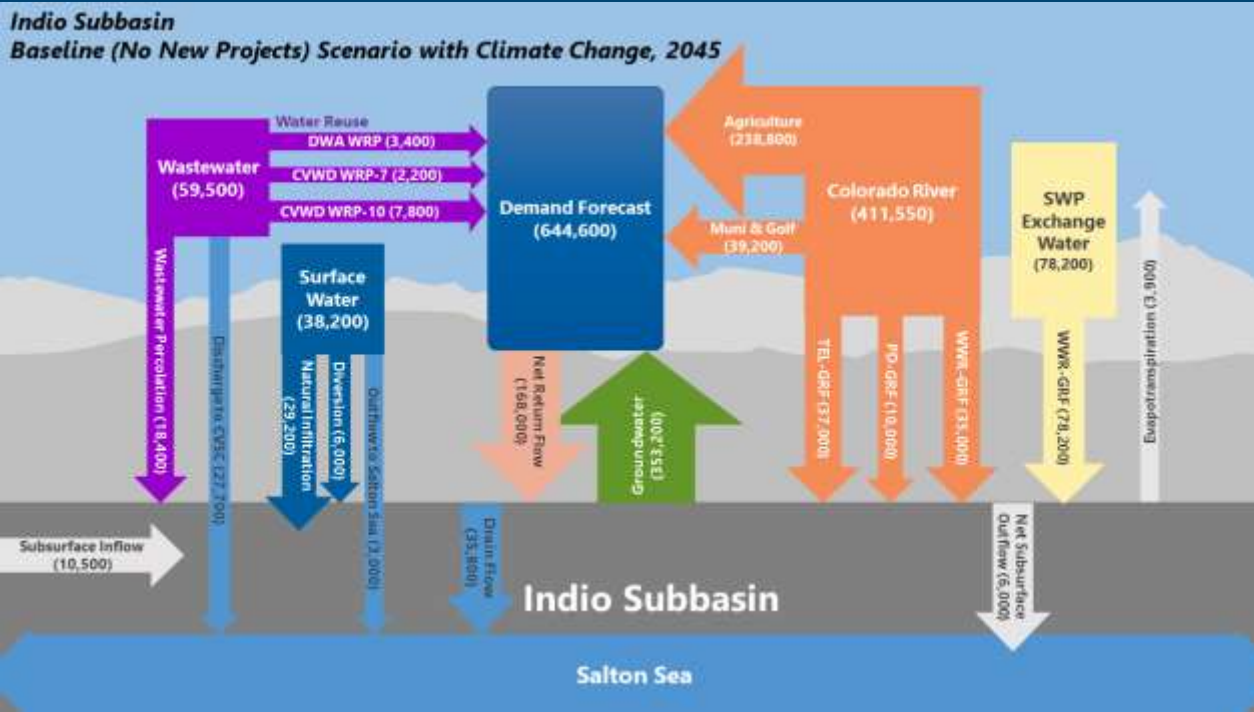 Indio Subbasin
Baseline (No New Projects) Scenario with Climate Change, 2045
Water Reuse
DWA WRP (3,400)
Wastewater
(59,500)
CVWD WRP-7 (2,200)
CVWD WRP-10 (7,800)
Demand Forecast
(644,600)
Agriculture
(238,800)
Muni & Golf
(39,200)
Colorado River
(411,550)
SWP
Exchange
Water
(78,200)
Surface
Water
(38,200)
Wastewater Percolation (18,400)
Discharge to CVSC (27,700)
Natural Infiltration
(29,200)
Diversion (6,000)
Outflow to Salton Sea (3,000)
Net Return Flow
(168,000)
Groundwater
(353,200)
TEL-GRF (37,000)
PD-GRF (10,000)
WWR-GRF (33,000)
WWR-GRF (78,200)
Evapotranspiration (3,900)
Subsurface Inflow
(10,500)
Drain Flow
(35,800)
Net Subsurface
Outflow (6,000)
Indio Subbasin
Salton Sea